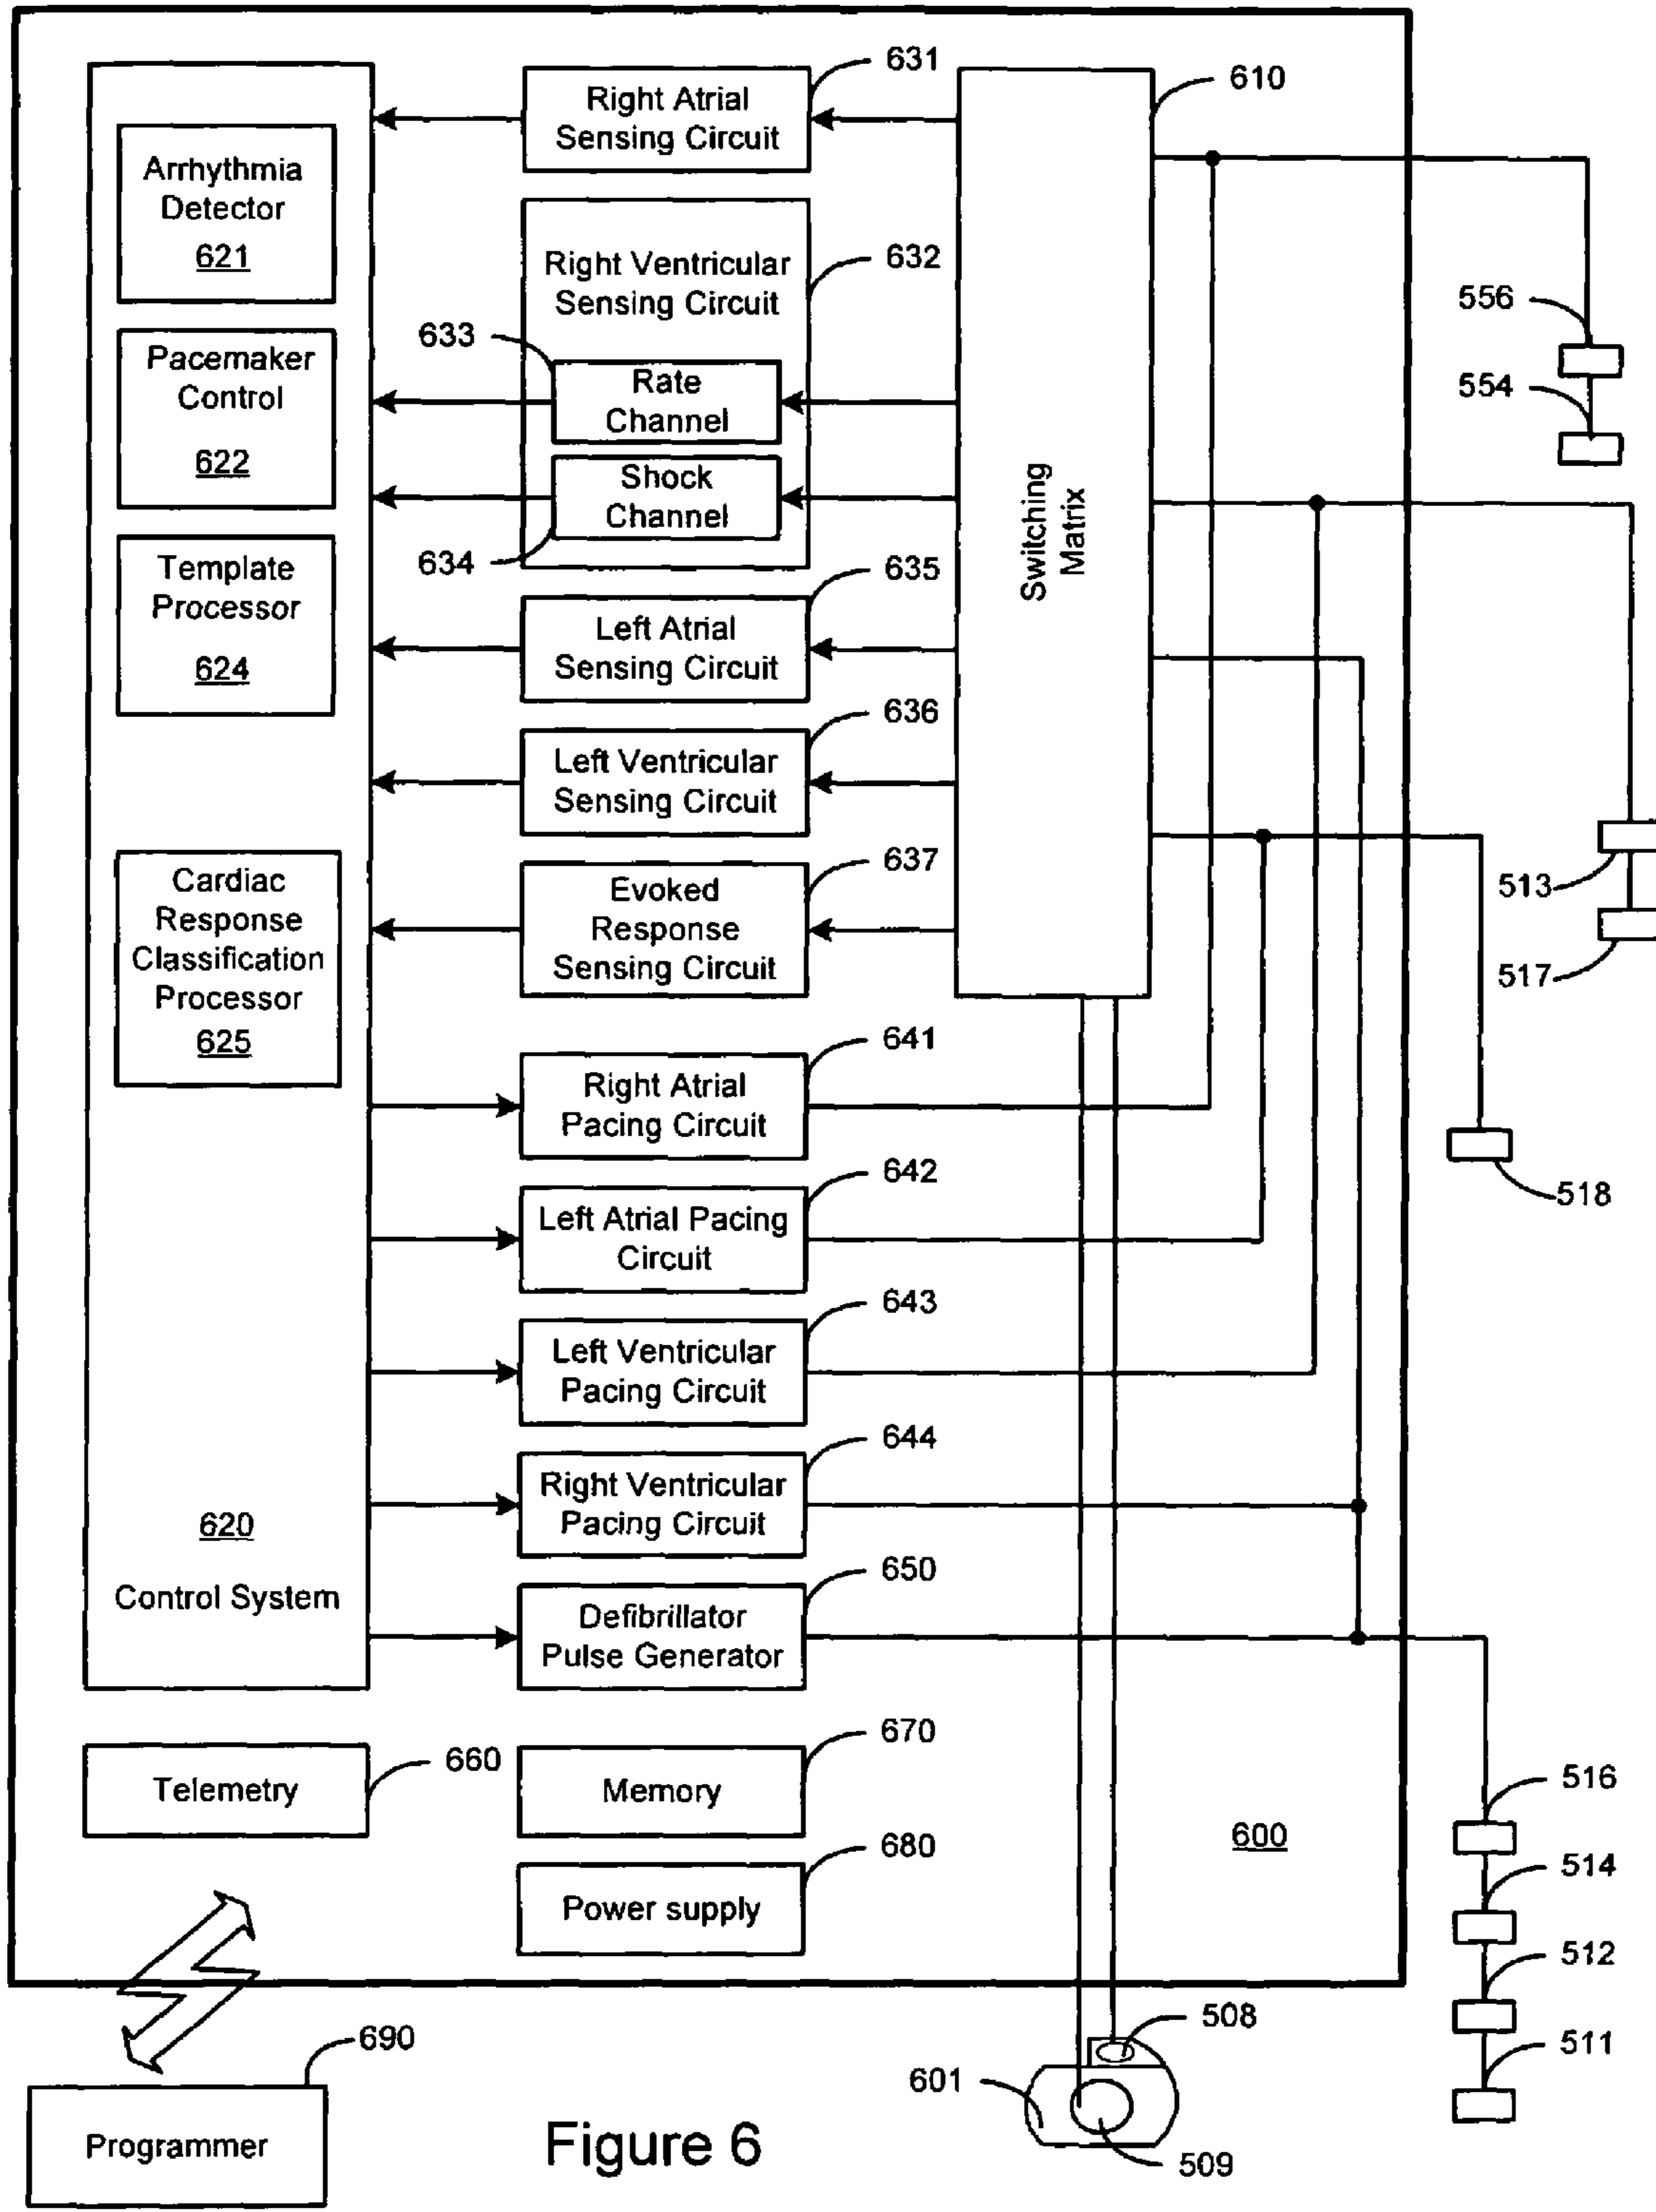 631
Right Atrial
Sensing Circuit
610
Arrhythmia
Detector
621
Right Ventricular
Sensing Circuit
632
556
633
Pacemaker
Control
622
Rate
Channel
554
Shock
Channel
634
Switching
Matrix
Template
Processor
624
635
Left Atrial
Sensing Circuit
636
Left Ventricular
Sensing Circuit
637
Cardiac
Response
Classification
Processor
625
Evoked
Response
Sensing Circuit
513
517
641
Right Atrial
Pacing Circuit
642
Left Atrial Pacing
Circuit
518
643
Left Ventricular
Pacing Circuit
644
Right Ventricular
Pacing Circuit
620
Control System
650
Defibrillator
Pulse Generator
660
Telemetry
670
Memory
516
600
680
Power supply
514
512
508
511
690
601
Programmer
Figure 6
509